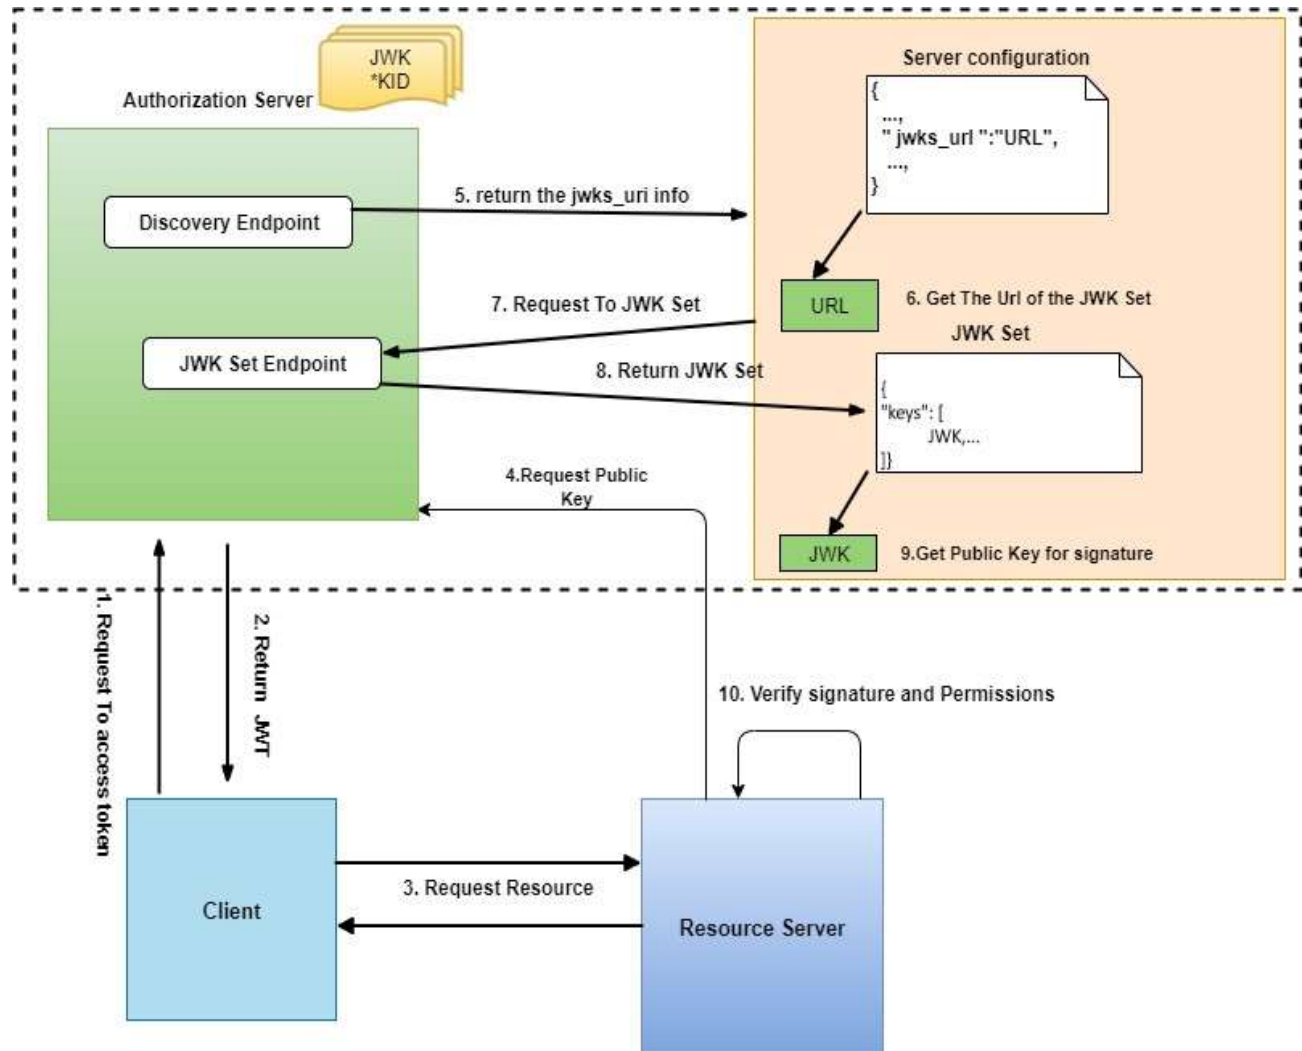 JWK
*KID
Authorization Server
Server configuration
{
...,
" jwks_url ":"URL",
...,
}
5. return the jwks_uri info
Discovery Endpoint
7. Request To JWK Set
URL
6. Get The Url of the JWK Set
JWK Set
JWK Set Endpoint
8. Return JWK Set
{
"keys": [
JWK,...
]}
4.Request Public
Key
JWK
9.Get Public Key for signature
1. Request To access token
2. Return JWT
10. Verify signature and Permissions
3. Request Resource
Client
Resource Server